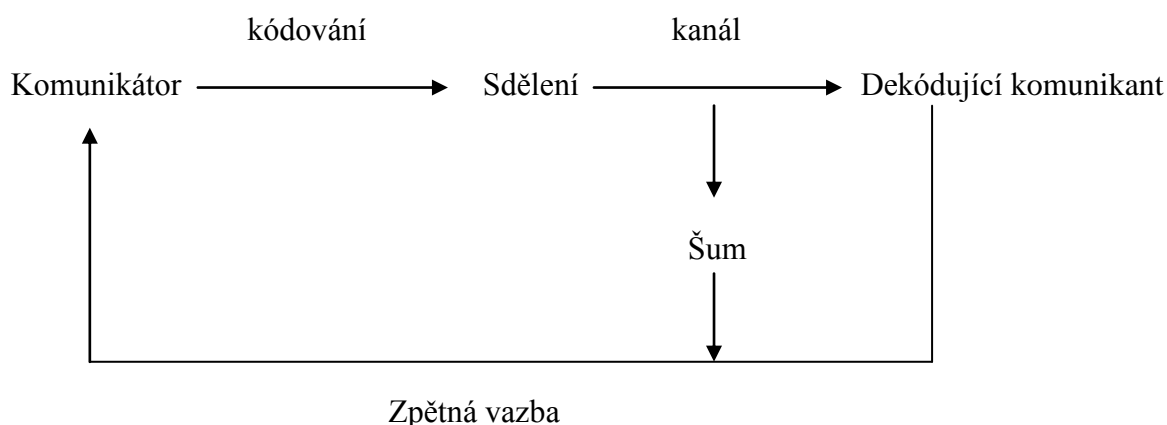 kódování kanál
Komunikátor Sdělení Dekódující komunikant
Šum
Zpětná vazba